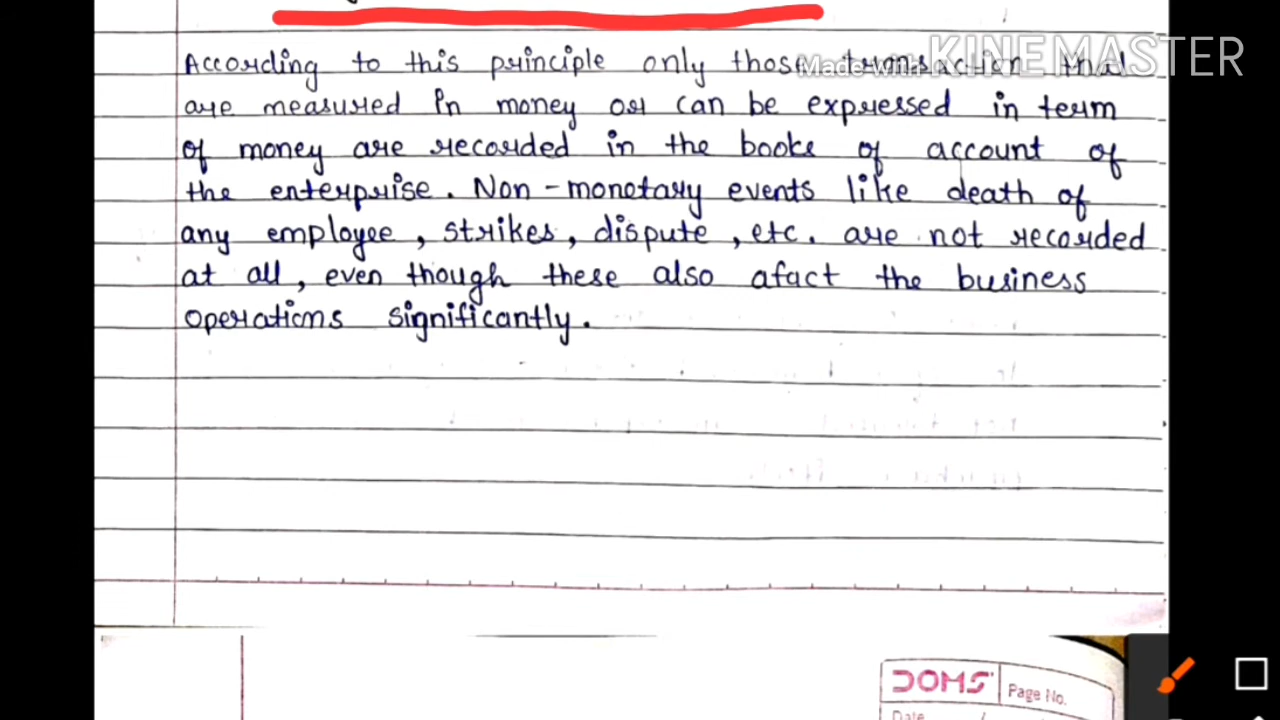 According to this principle only those transaction that
Made with KINEMASTER
are measured in money or can be expressed in term
of money are recorded in the books of account of
the enterprise. Non-monetary events like death of
any employee, strikes, dispute, etc. are not recorded
at all, even though these also afact the business
operations significantly.
DOMS
Page No.
Date